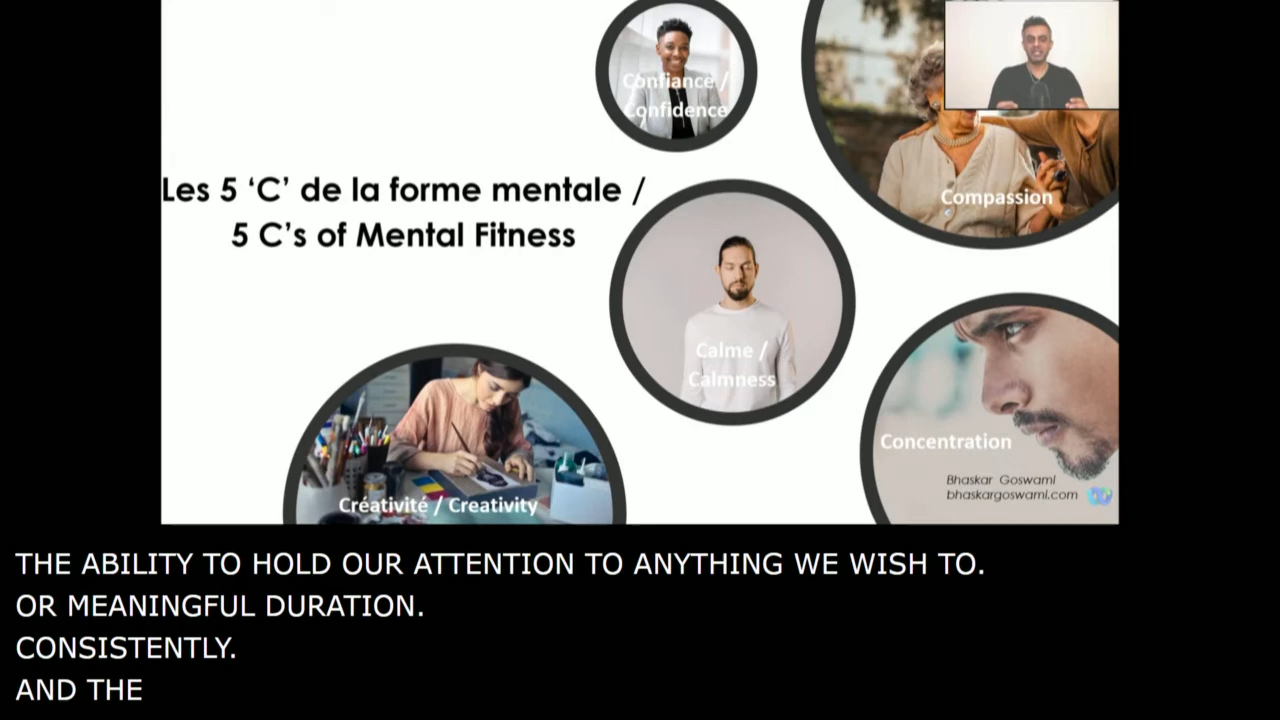 Confiance /
Confidence
Compassion
Les 5 ‘C’ de la forme mentale /
5 C’s of Mental Fitness
Calme /
Calmness
Concentration
Créativité / Creativity
Bhaskar Goswami
bhaskargoswami.com
THE ABILITY TO HOLD OUR ATTENTION TO ANYTHING WE WISH TO.
OR MEANINGFUL DURATION.
CONSISTENTLY.
AND THE